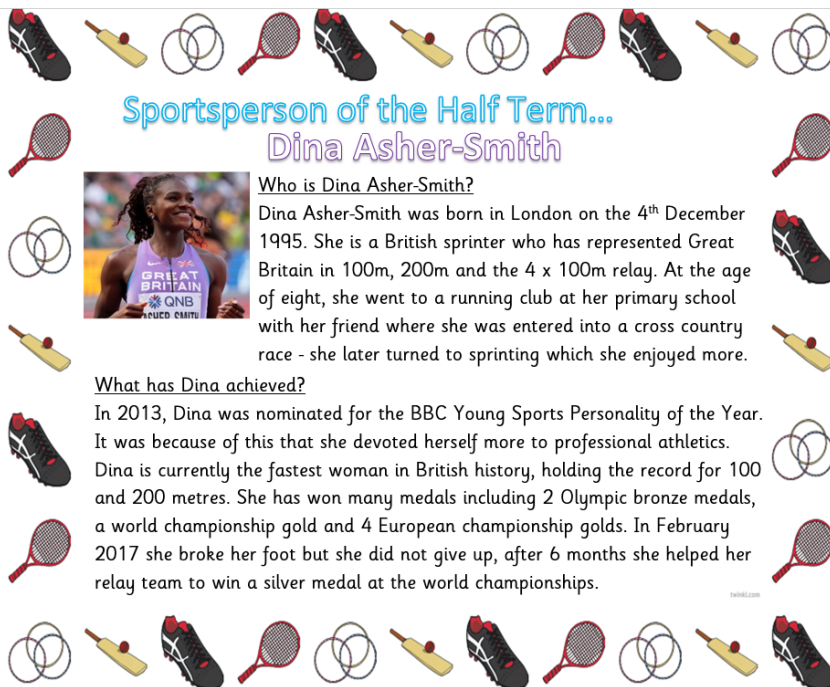 Sportsperson of the Half Term...
Dina Asher-Smith
Who is Dina Asher-Smith?
Dina Asher-Smith was born in London on the 4th December
1995. She is a British sprinter who has represented Great
Britain in 100m, 200m and the 4 x 100m relay. At the age
of eight, she went to a running club at her primary school
with her friend where she was entered into a cross country
race - she later turned to sprinting which she enjoyed more.
GREAT
BRITAIN
QNB
ASHER-SMITH
What has Dina achieved?
In 2013, Dina was nominated for the BBC Young Sports Personality of the Year.
It was because of this that she devoted herself more to professional athletics.
Dina is currently the fastest woman in British history, holding the record for 100
and 200 metres. She has won many medals including 2 Olympic bronze medals,
a world championship gold and 4 European championship golds. In February
2017 she broke her foot but she did not give up, after 6 months she helped her
relay team to win a silver medal at the world championships.
twinkl.com